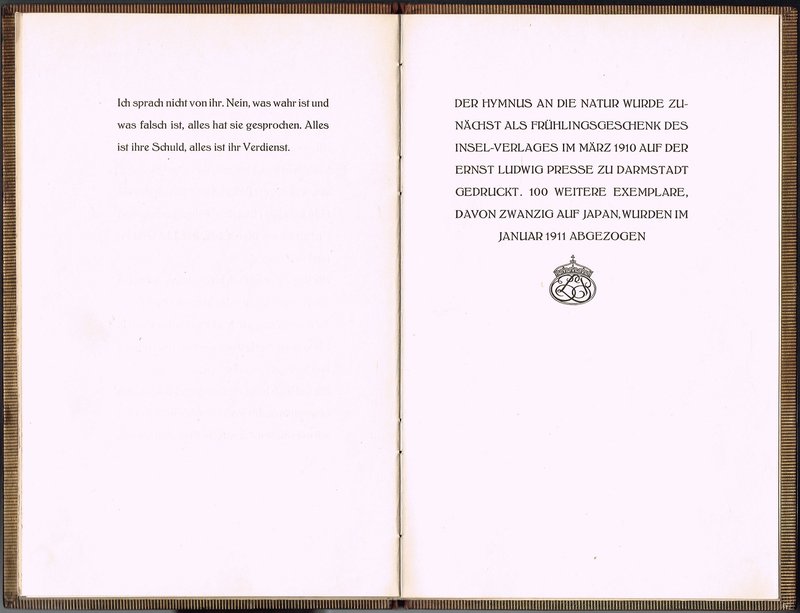 Ich sprach nicht von ihr. Nein, was wahr ist und
was falsch ist, alles hat sie gesprochen. Alles
ist ihre Schuld, alles ist ihr Verdienst.
DER HYMNUS AN DIE NATUR WURDE ZU-
NÄCHST ALS FRÜHLINGSGESCHENK DES
INSEL-VERLAGES IM MÄRZ 1910 AUF DER
ERNST LUDWIG PRESSE ZU DARMSTADT
GEDRUCKT. 100 WEITERE EXEMPLARE,
DAVON ZWANZIG AUF JAPAN, WURDEN IM
JANUAR 1911 ABGEZOGEN